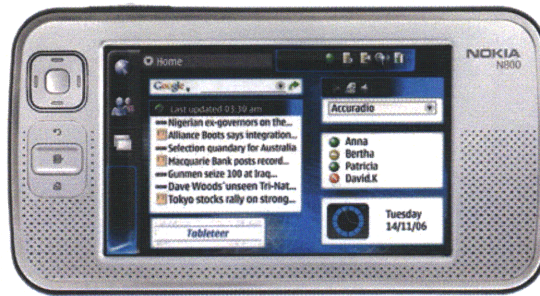 NOKIA
N800
Home
Google
Last updated 03:30 am
Nigerian ex-governors on the...
Alliance Boots says integration...
Selection quandary for Australia
Macquarie Bank posts record...
Gunmen seize 100 at Iraq...
Dave Woods' unseen Tri-Nat...
Tokyo stocks rally on strong...
Tableteer
Accuradio
Anna
Bertha
Patricia
David.K
Tuesday
14/11/06